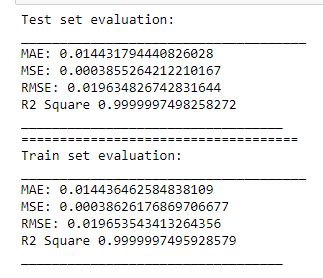 Test set evaluation:
_____________________________________
MAE: 0.014431794440826028
MSE: 0.0003855264212210167
RMSE: 0.019634826742831644
R2 Square 0.9999997498258272
__________________________________
====================================
Train set evaluation:
_____________________________________
MAE: 0.014436462584838109
MSE: 0.00038626176869706677
RMSE: 0.019653543413264356
R2 Square 0.9999997495928579
__________________________________